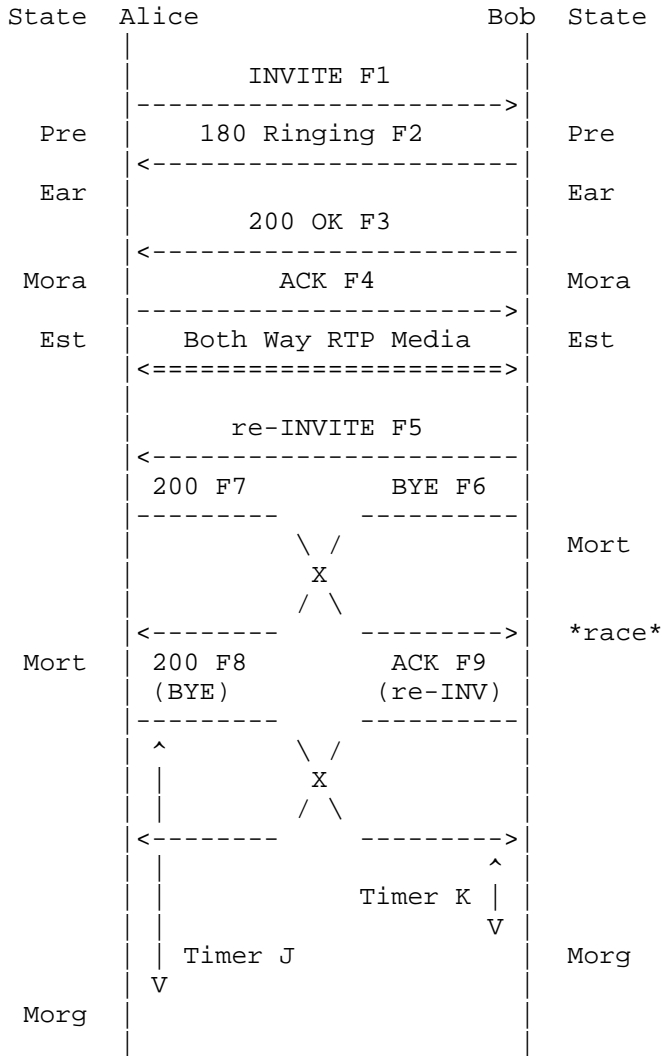 State Alice Bob State
INVITE F1
Pre 180 Ringing F2 Pre
Ear Ear
200 OK F3
Mora ACK F4 Mora
Est Both Way RTP Media Est
re-INVITE F5
200 F7 BYE F6
Mort
X
*race*
Mort 200 F8 ACK F9
(BYE) (re-INV)
X
Timer K
Timer J Morg
Morg